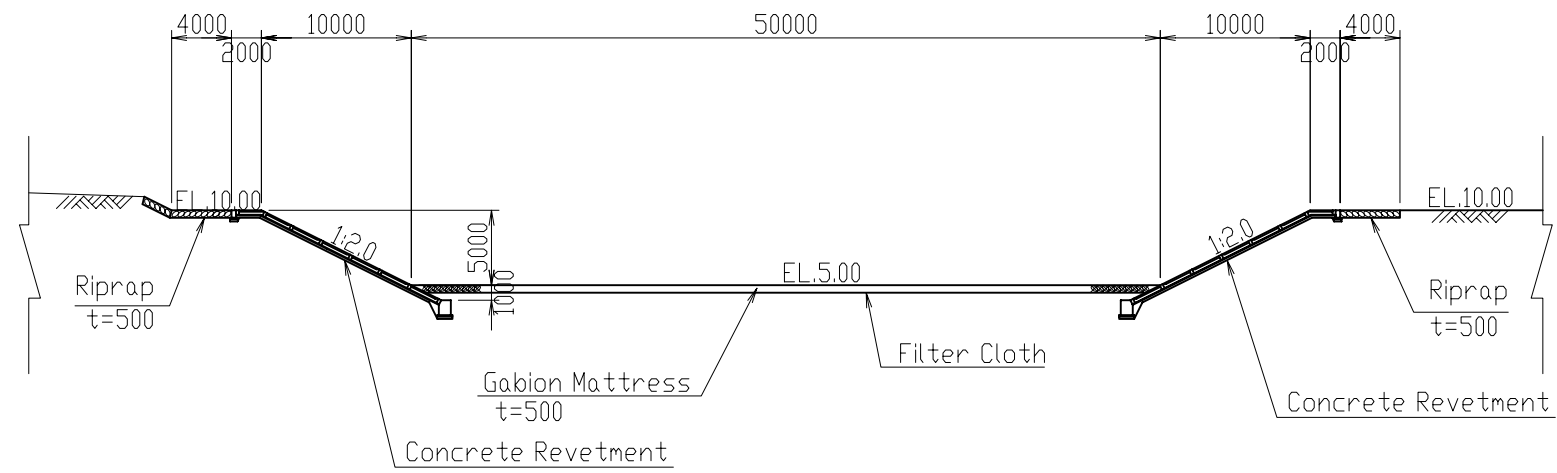 4000
2000
10000
50000
10000
2000
4000
EL.10.00
EL.10.00
1:2.0
5000
1000
1:2.0
EL.5.00
Riprap
t=500
Riprap
t=500
Filter Cloth
Gabion Mattress
t=500
Concrete Revetment
Concrete Revetment